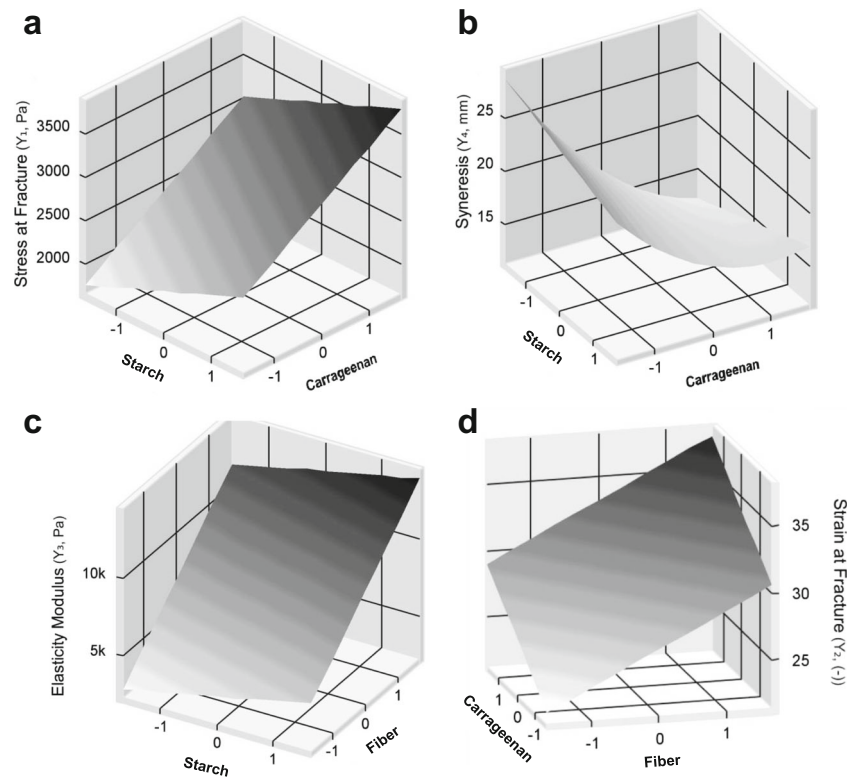 a
Stress at Fracture (Y₁, Pa)
3500
3000
2500
2000
-1
0
1
Starch
-1
0
1
Carrageenan
b
Syneresis (Y₄, mm)
25
20
15
-1
0
1
Starch
-1
0
1
Carrageenan
c
Elasticity Modulus (Y₃, Pa)
10k
5k
-1
0
1
Starch
-1
0
1
Fiber
d
Strain at Fracture (Y₂, (-))
35
30
25
1
0
-1
Carrageenan
-1
0
1
Fiber